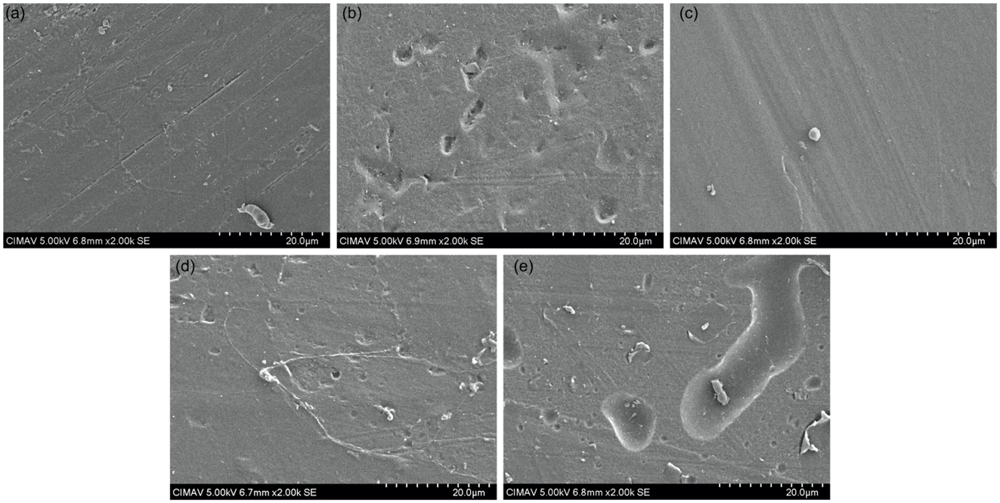 (a)
CIMAV 5.00kV 6.8mm x2.00k SE 20.0µm
(b)
CIMAV 5.00kV 6.9mm x2.00k SE 20.0µm
(c)
CIMAV 5.00kV 6.8mm x2.00k SE 20.0µm
(d)
CIMAV 5.00kV 6.7mm x2.00k SE 20.0µm
(e)
CIMAV 5.00kV 6.8mm x2.00k SE 20.0µm